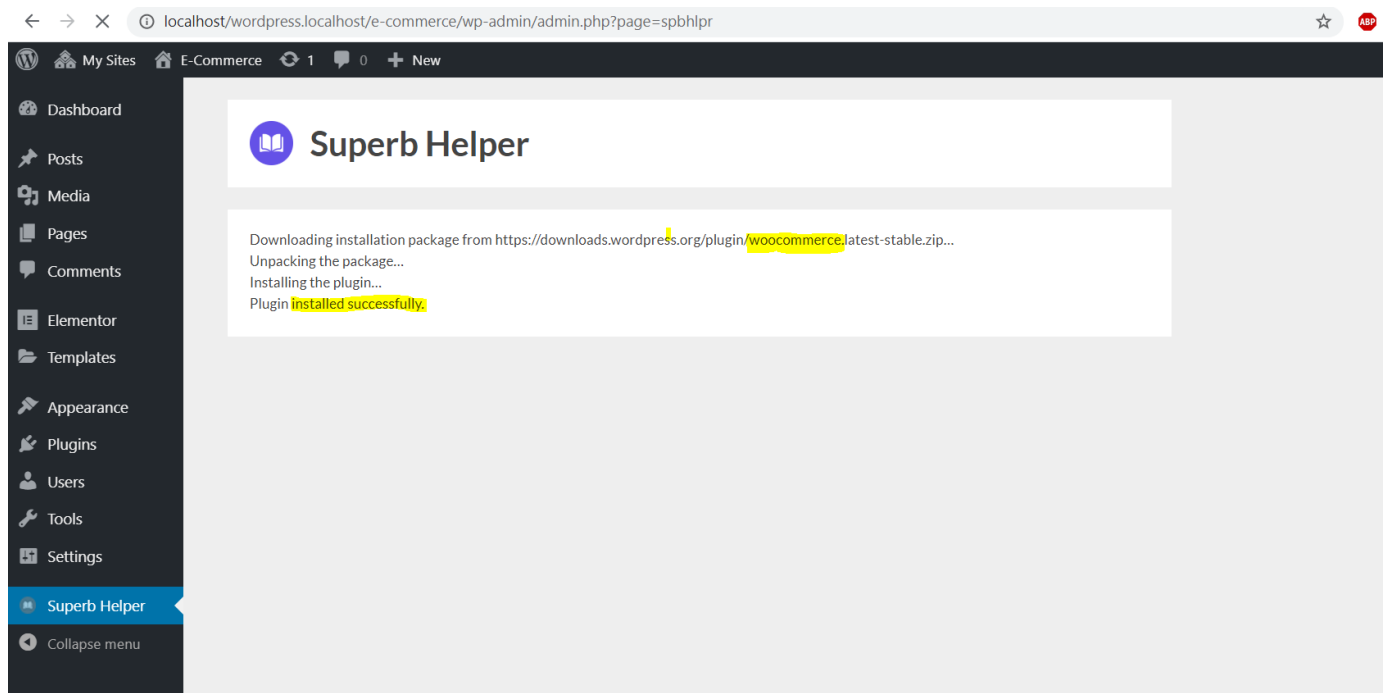 localhost/wordpress.localhost/e-commerce/wp-admin/admin.php?page=spbhlpr
ABP
My Sites E-Commerce 1 0 New
Dashboard
Posts
Media
Pages
Comments
Elementor
Templates
Appearance
Plugins
Users
Tools
Settings
Superb Helper
Collapse menu
Superb Helper
Downloading installation package from https://downloads.wordpress.org/plugin/woocommerce.latest-stable.zip...
Unpacking the package...
Installing the plugin...
Plugin installed successfully.